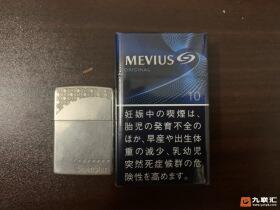 MEVIUS
ORIGINAL
10
妊娠中の喫煙は、
胎児の発育不全の
ほか、早産や出生体
重の減少、乳幼児
突然死症候群の危
険性を高めます。
九联汇